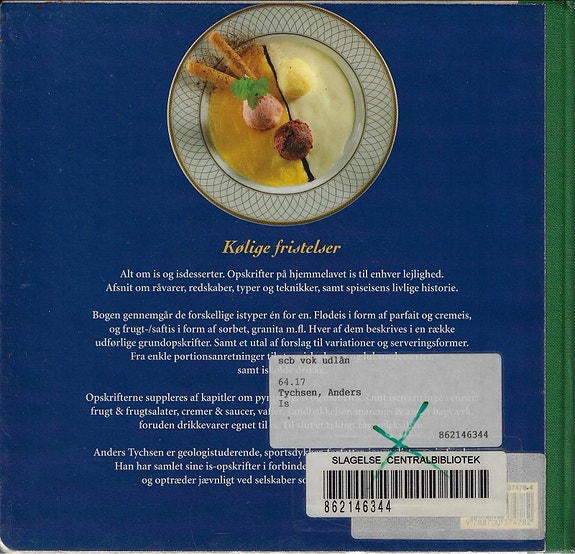 Kølige fristelser
Alt om is og isdesserter. Opskrifter på hjemmelavet is til enhver lejlighed.
Afsnit om råvarer, redskaber, typer og teknikker, samt spiseisens livlige historie.
Bogen gennemgår de forskellige istyper én for en. Flødeis i form af parfait og cremeis,
og frugt-/saftis i form af sorbet, granita m.fl. Hver af dem beskrives i en række
udførlige grundopskrifter. Samt et utal af forslag til variationer og serveringsformer.
Fra enkle portionsanretninger til
samt
Opskrifterne suppleres af kapitler om
frugt & frugtsalater, cremer & saucer,
foruden drikkevarer egnet til
Anders Tychsen er geologistuderende, sportsdykker,
Han har samlet sine is-opskrifter i
og optræder jævnligt ved selskaber
scb vok udlån
64.17
Tychsen, Anders
Is
862146344
SLAGELSE CENTRALBIBLIOTEK
862146344